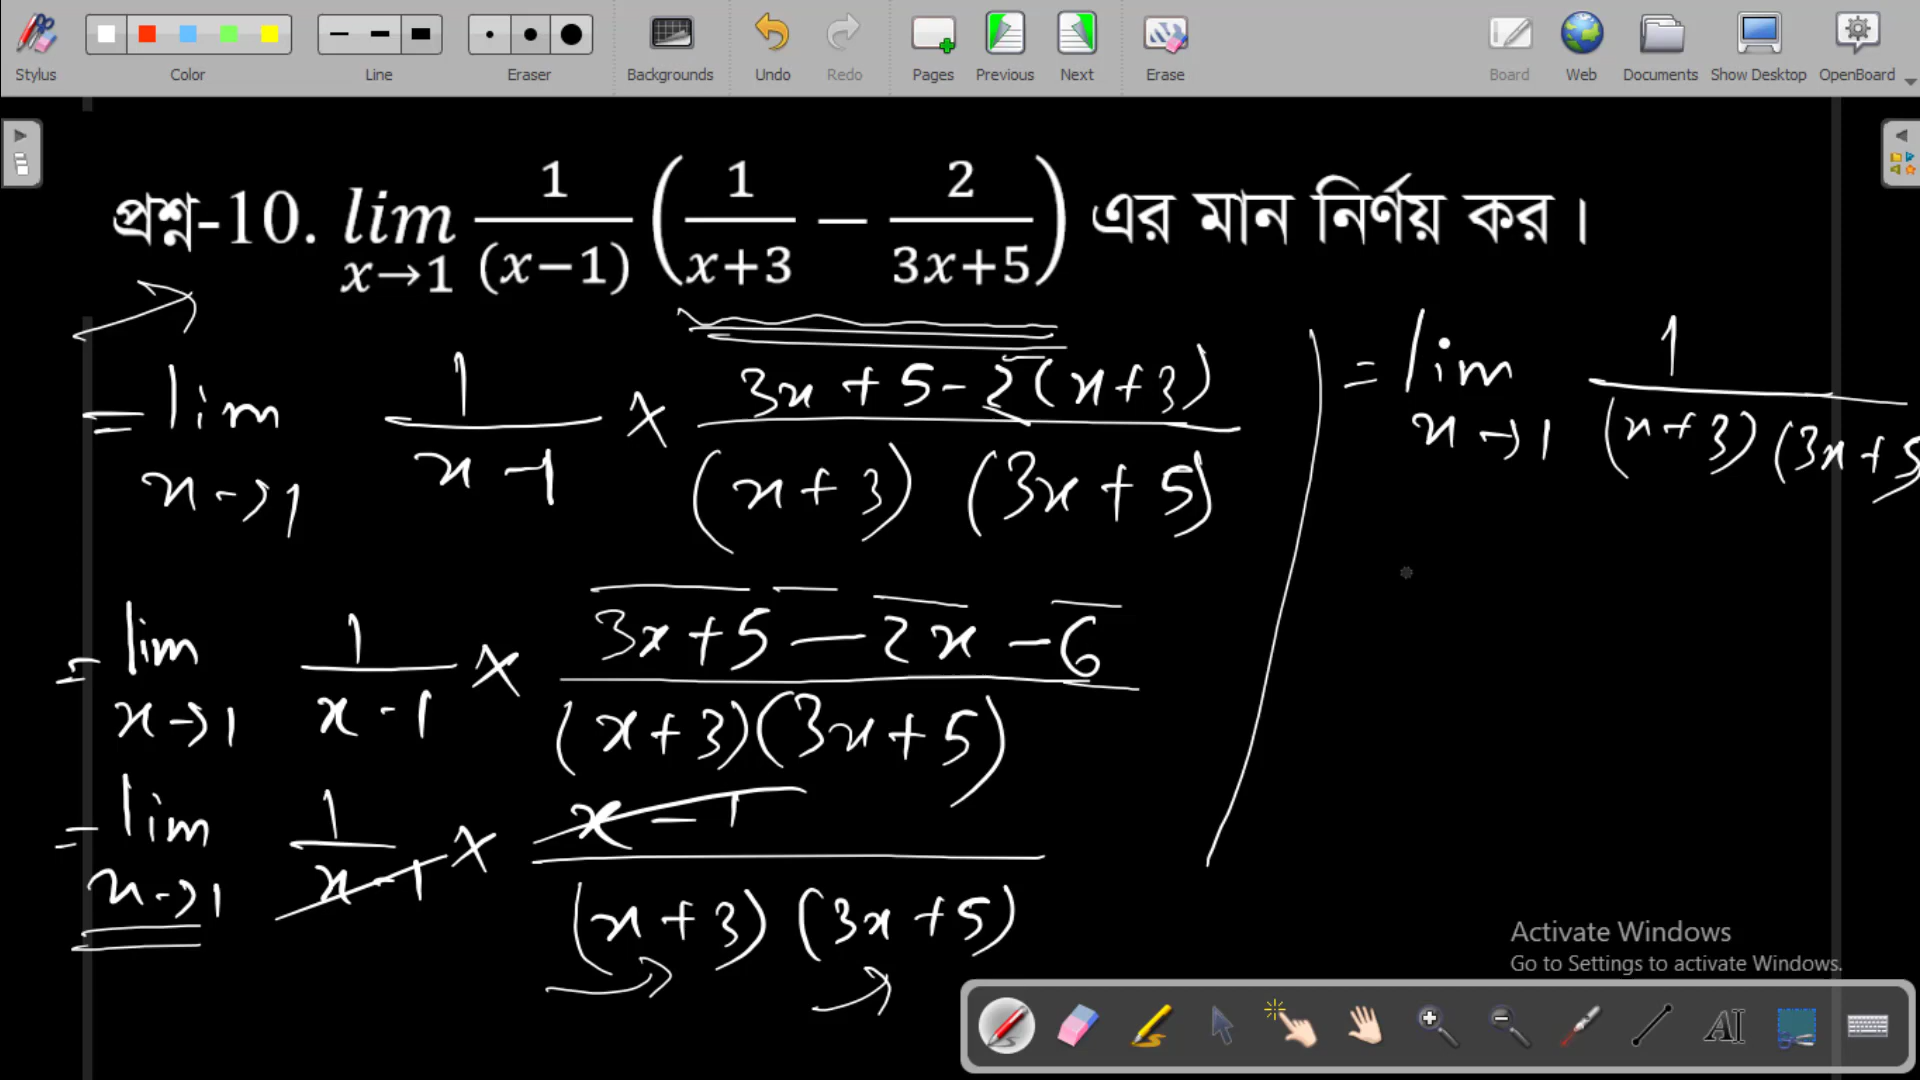 Stylus Color Line Eraser Backgrounds Undo Redo Pages Previous Next Erase Board Web Documents Show Desktop OpenBoard
প্রশ্ন-10. lim x→1 1/(x−1) (1/(x+3) − 2/(3x+5)) এর মান নির্ণয় কর।
= lim x→1 1/(x-1) × (3x+5-2(x+3))/((x+3)(3x+5))
= lim x→1 1/(x-1) × (3x+5-2x-6)/((x+3)(3x+5))
= lim x→1 1/(x-1) × (x-1)/((x+3)(3x+5))
= lim x→1 1/((x+3)(3x+5
Activate Windows
Go to Settings to activate Windows.
AI